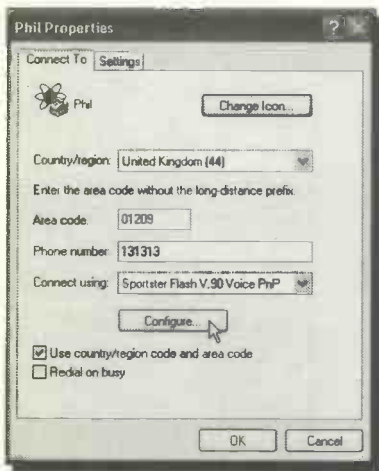 Phil Properties
Connect To Settings
Phil
Change Icon...
Country/region: United Kingdom (44)
Enter the area code without the long-distance prefix.
Area code: 01209
Phone number: 131313
Connect using: Sportster Flash V.90 Voice PnP
Configure...
Use country/region code and area code
Redial on busy
OK Cancel